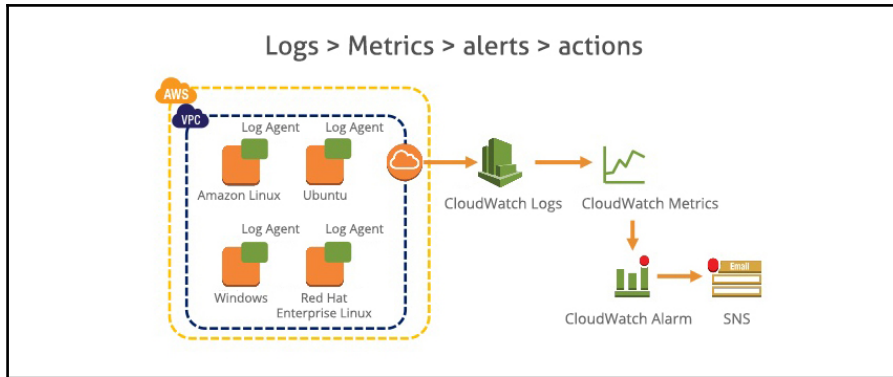 Logs > Metrics > alerts > actions
AWS
VPC
Log Agent
Log Agent
Amazon Linux
Ubuntu
Log Agent
Log Agent
Windows
Red Hat
Enterprise Linux
CloudWatch Logs
CloudWatch Metrics
Email
CloudWatch Alarm
SNS